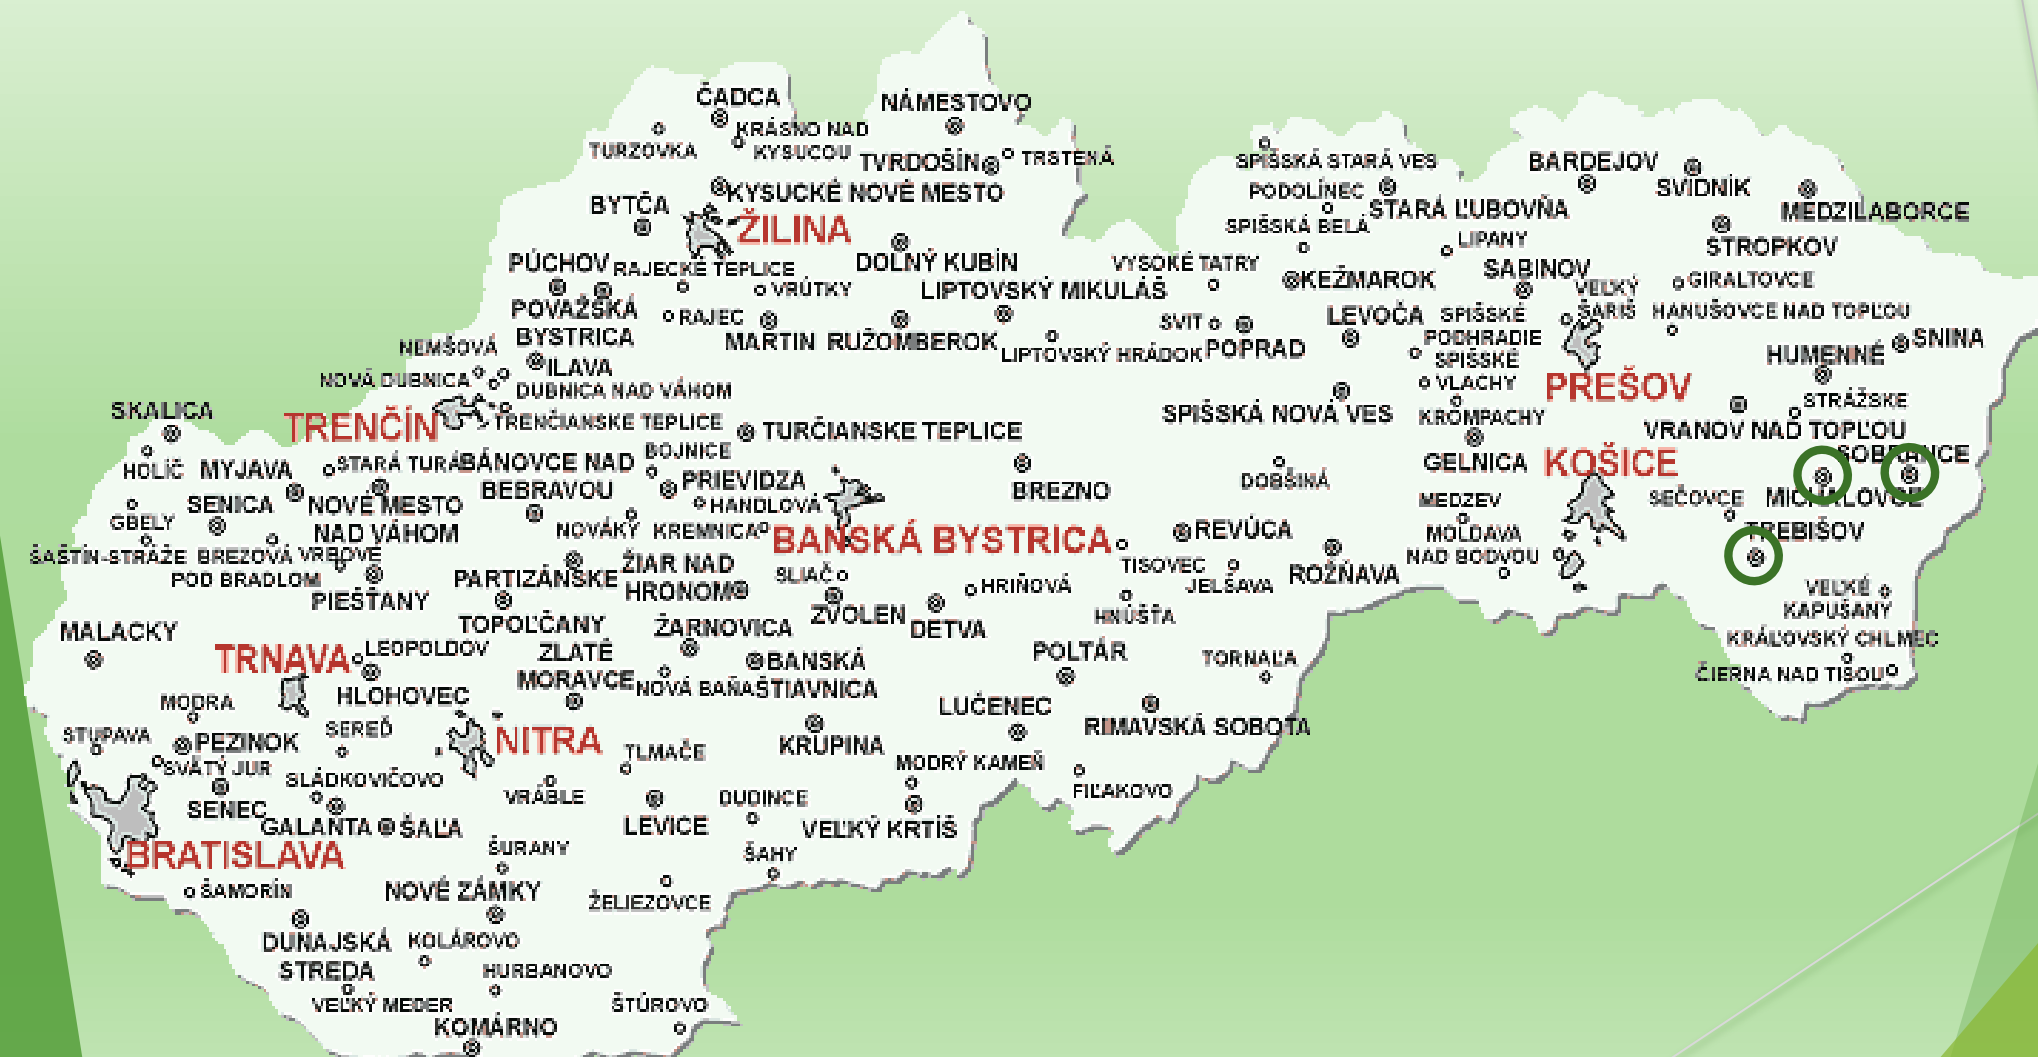 ČADCA
NÁMESTOVO
KRÁSNO NAD
KYSUCOU
TURZOVKA
TVRDOŠÍN
TRSTENÁ
SPIŠSKÁ STARÁ VES
BARDEJOV
SVIDNÍK
PODOLÍNEC
STARÁ ĽUBOVŇA
MEDZILABORCE
BYTČA
KYSUCKÉ NOVÉ MESTO
ŽILINA
SPIŠSKÁ BELÁ
LIPANY
STROPKOV
PÚCHOV
RAJECKÉ TEPLICE
DOLNÝ KUBÍN
VYSOKÉ TATRY
KEŽMAROK
SABINOV
GIRALTOVCE
VRÚTKY
LIPTOVSKÝ MIKULÁŠ
VEĽKÝ
ŠARIŠ
POVAŽSKÁ
BYSTRICA
RAJEC
MARTIN
RUŽOMBEROK
LIPTOVSKÝ HRÁDOK
SVIT
POPRAD
LEVOČA
SPIŠSKÉ
PODHRADIE
HANUŠOVCE NAD TOPĽOU
SNINA
HUMENNÉ
NEMŠOVÁ
ILAVA
NOVÁ DUBNICA
DUBNICA NAD VÁHOM
SPIŠSKÉ
VLACHY
PREŠOV
STRÁŽSKE
SKALICA
TRENČÍN
TRENČIANSKE TEPLICE
TURČIANSKE TEPLICE
SPIŠSKÁ NOVÁ VES
KROMPACHY
VRANOV NAD TOPĽOU
SOBRANCE
HOLÍČ
MYJAVA
STARÁ TURÁ
BÁNOVCE NAD
BEBRAVOU
BOJNICE
PRIEVIDZA
HANDLOVÁ
BREZNO
DOBŠINÁ
GELNICA
KOŠICE
MICHALOVCE
SENICA
NOVÉ MESTO
NAD VÁHOM
GBELY
NOVÁKY
KREMNICA
BANSKÁ BYSTRICA
REVÚCA
MEDZEV
SEČOVCE
MOLDAVA
NAD BODVOU
TREBIŠOV
ŠAŠTÍN-STRÁŽE
BREZOVÁ
POD BRADLOM
VRBOVÉ
PIEŠŤANY
PARTIZÁNSKE
ŽIAR NAD
HRONOM
SLIAČ
HRIŇOVÁ
TISOVEC
JELŠAVA
ROŽŇAVA
VEĽKÉ
KAPUŠANY
MALACKY
TOPOĽČANY
ŽARNOVICA
ZVOLEN
DETVA
HNÚŠŤA
KRÁĽOVSKÝ CHLMEC
TRNAVA
LEOPOLDOV
ZLATÉ
MORAVCE
BANSKÁ
ŠTIAVNICA
NOVÁ BAŇA
POLTÁR
TORNAĽA
ČIERNA NAD TISOU
MODRA
HLOHOVEC
LUČENEC
RIMAVSKÁ SOBOTA
STUPAVA
PEZINOK
SEREĎ
NITRA
TLMAČE
KRUPINA
SVÄTÝ JUR
SLÁDKOVIČOVO
MODRÝ KAMEŇ
FIĽAKOVO
SENEC
GALANTA
ŠAĽA
VRÁBLE
LEVICE
DUDINCE
VEĽKÝ KRTÍŠ
BRATISLAVA
ŠURANY
ŠAHY
ŠAMORÍN
NOVÉ ZÁMKY
ŽELIEZOVCE
DUNAJSKÁ
STREDA
KOLÁROVO
HURBANOVO
VEĽKÝ MEDER
ŠTÚROVO
KOMÁRNO